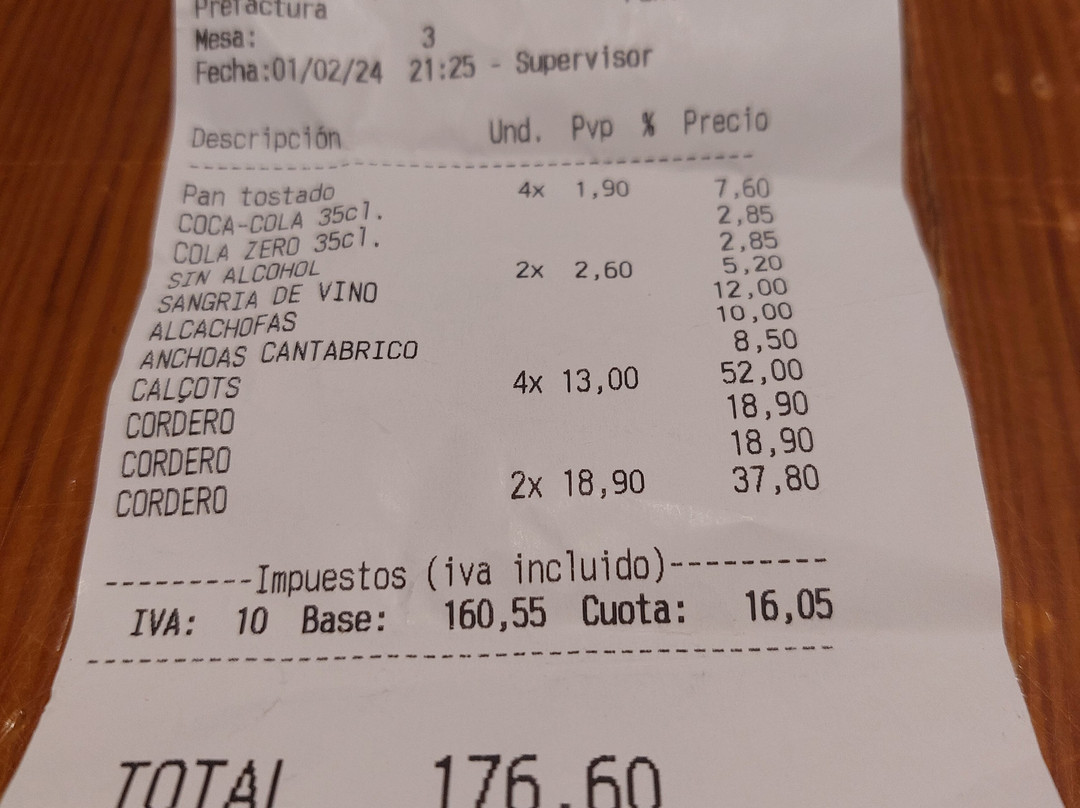 Prefactura
Mesa: 3
Fecha:01/02/24 21:25 - Supervisor
Descripción Und. Pvp % Precio
Pan tostado 4x 1,90 7,60
COCA-COLA 35cl. 2,85
COLA ZERO 35cl. 2,85
SIN ALCOHOL 2x 2,60 5,20
SANGRIA DE VINO 12,00
ALCACHOFAS 10,00
ANCHOAS CANTABRICO 8,50
CALÇOTS 4x 13,00 52,00
CORDERO 18,90
CORDERO 18,90
CORDERO 2x 18,90 37,80
---------Impuestos (iva incluido)---------
IVA: 10 Base: 160,55 Cuota: 16,05
TOTAL 176,60